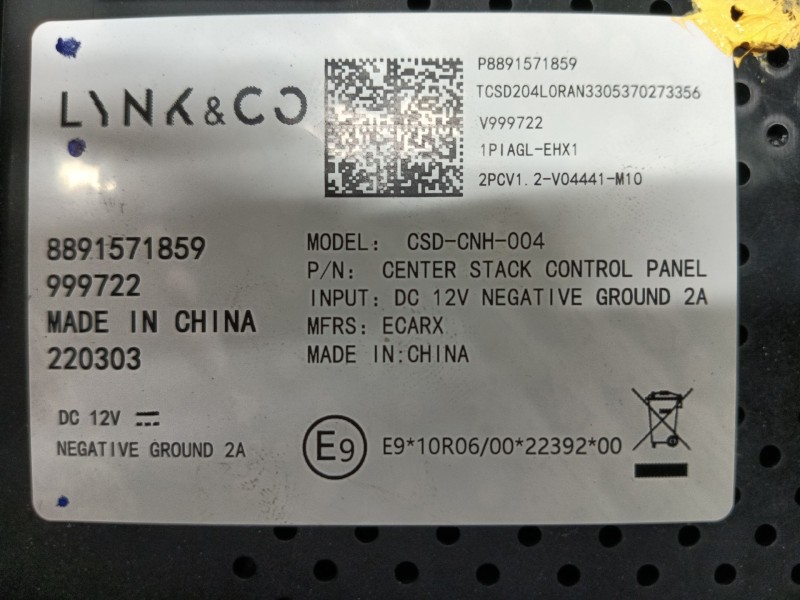 LYNK&CO
P8891571859
TCSD204L0RAN3305370273356
V999722
1PIAGL-EHX1
2PCV1.2-V04441-M10
8891571859
999722
MADE IN CHINA
220303
MODEL: CSD-CNH-004
P/N: CENTER STACK CONTROL PANEL
INPUT: DC 12V NEGATIVE GROUND 2A
MFRS: ECARX
MADE IN:CHINA
DC 12V
NEGATIVE GROUND 2A
E9
E9*10R06/00*22392*00